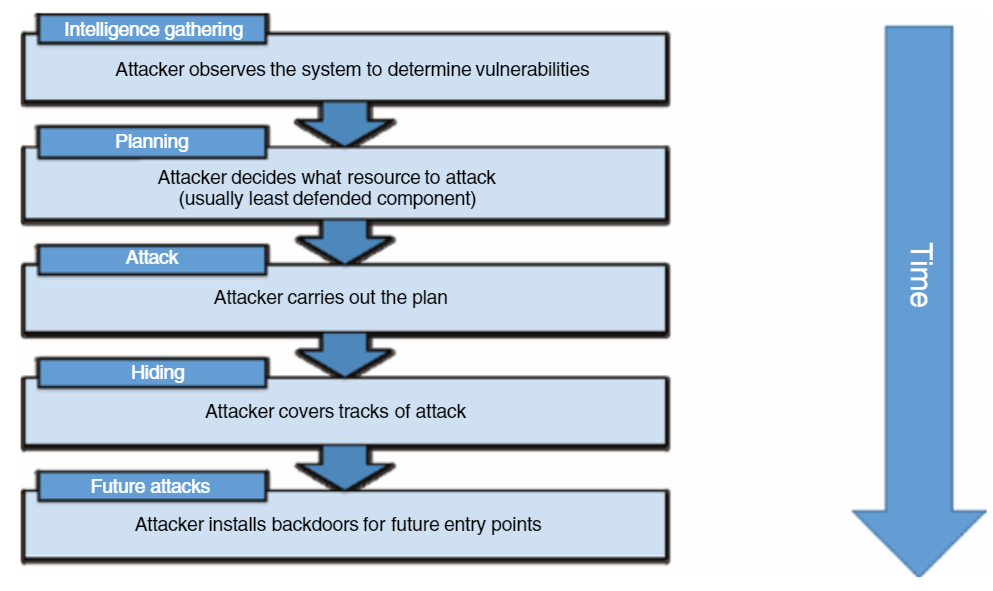 Intelligence gathering
Attacker observes the system to determine vulnerabilities
Planning
Attacker decides what resource to attack
(usually least defended component)
Attack
Attacker carries out the plan
Hiding
Attacker covers tracks of attack
Future attacks
Attacker installs backdoors for future entry points
Time